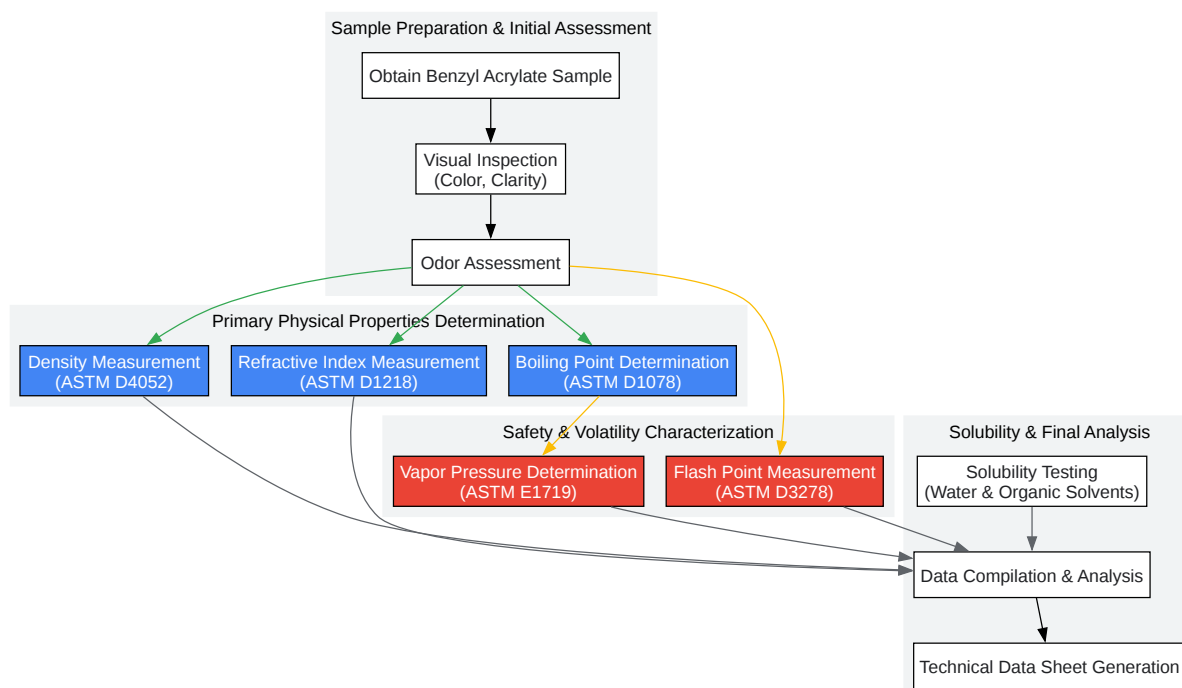 Sample Preparation & Initial Assessment
Obtain Benzyl Acrylate Sample
Visual Inspection
(Color, Clarity)
Odor Assessment
Primary Physical Properties Determination
Density Measurement
(ASTM D4052)
Refractive Index Measurement
(ASTM D1218)
Boiling Point Determination
(ASTM D1078)
Safety & Volatility Characterization
Vapor Pressure Determination
(ASTM E1719)
Flash Point Measurement
(ASTM D3278)
Solubility & Final Analysis
Solubility Testing
(Water & Organic Solvents)
Data Compilation & Analysis
Technical Data Sheet Generation